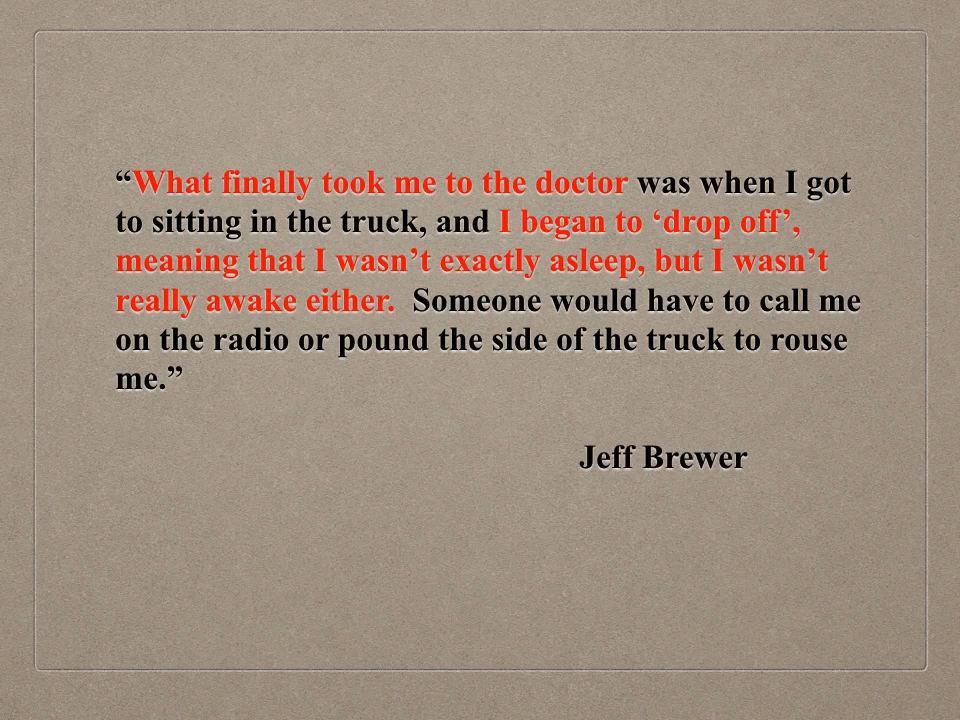 “What finally took me to the doctor was when I got
to sitting in the truck, and I began to ‘drop off’,
meaning that I wasn’t exactly asleep, but I wasn’t
really awake either.  Someone would have to call me
on the radio or pound the side of the truck to rouse
me.”
Jeff Brewer